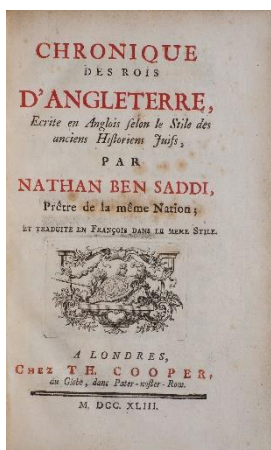 CHRONIQUE
DES ROIS
D'ANGLETERRE,
Ecrite en Anglois ſelon le Stile des
anciens Hiſtoriens Juifs,
PAR
NATHAN BEN SADDI,
Prêtre de la même Nation;
ET TRADUITE EN FRANÇOIS DANS LE MEME STILE.
A LONDRES,
CHEZ TH. COOPER,
au Globe, dans Pater-noſter-Row.
M. DCC. XLIII.